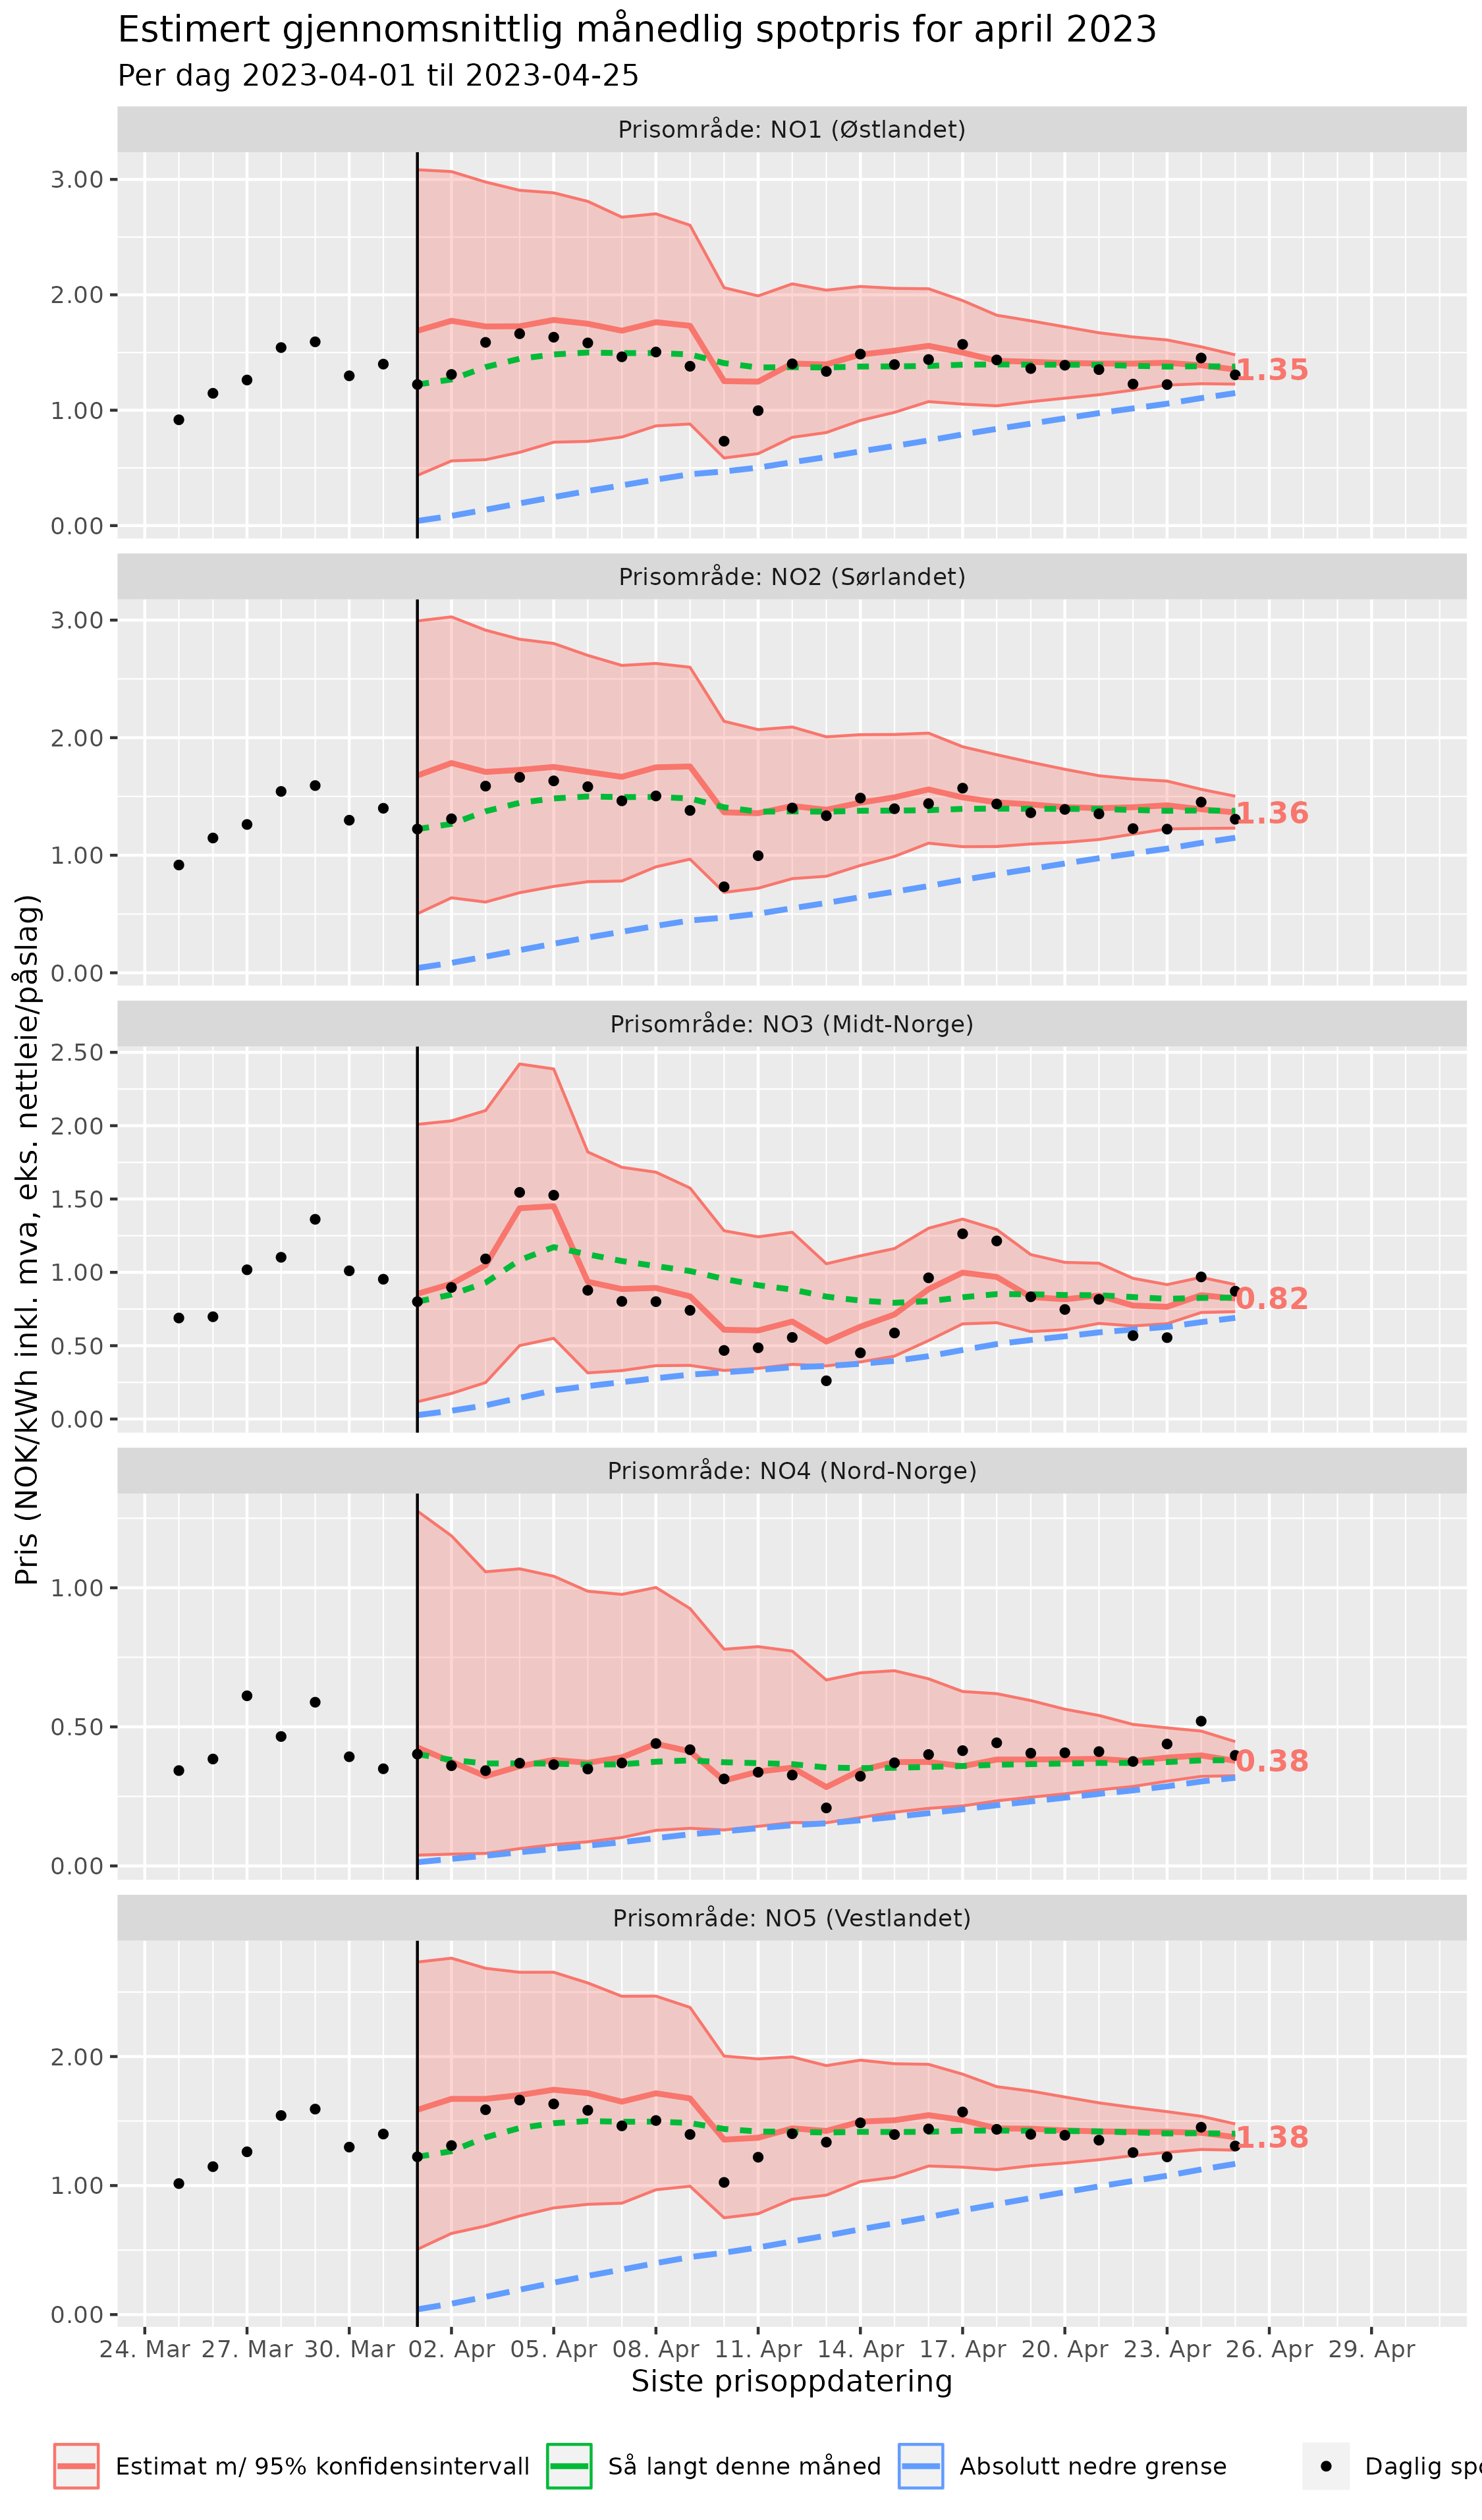 Estimert gjennomsnittlig månedlig spotpris for april 2023
Per dag 2023-04-01 til 2023-04-25
Pris (NOK/kWh inkl. mva, eks. nettleie/påslag)
Prisområde: NO1 (Østlandet)
3.00
2.00
1.00
0.00
1.35
Prisområde: NO2 (Sørlandet)
3.00
2.00
1.00
0.00
1.36
Prisområde: NO3 (Midt-Norge)
2.50
2.00
1.50
1.00
0.50
0.00
0.82
Prisområde: NO4 (Nord-Norge)
1.00
0.50
0.00
0.38
Prisområde: NO5 (Vestlandet)
2.00
1.00
0.00
1.38
24. Mar 27. Mar 30. Mar 02. Apr 05. Apr 08. Apr 11. Apr 14. Apr 17. Apr 20. Apr 23. Apr 26. Apr 29. Apr
Siste prisoppdatering
Estimat m/ 95% konfidensintervall Så langt denne måned Absolutt nedre grense Daglig